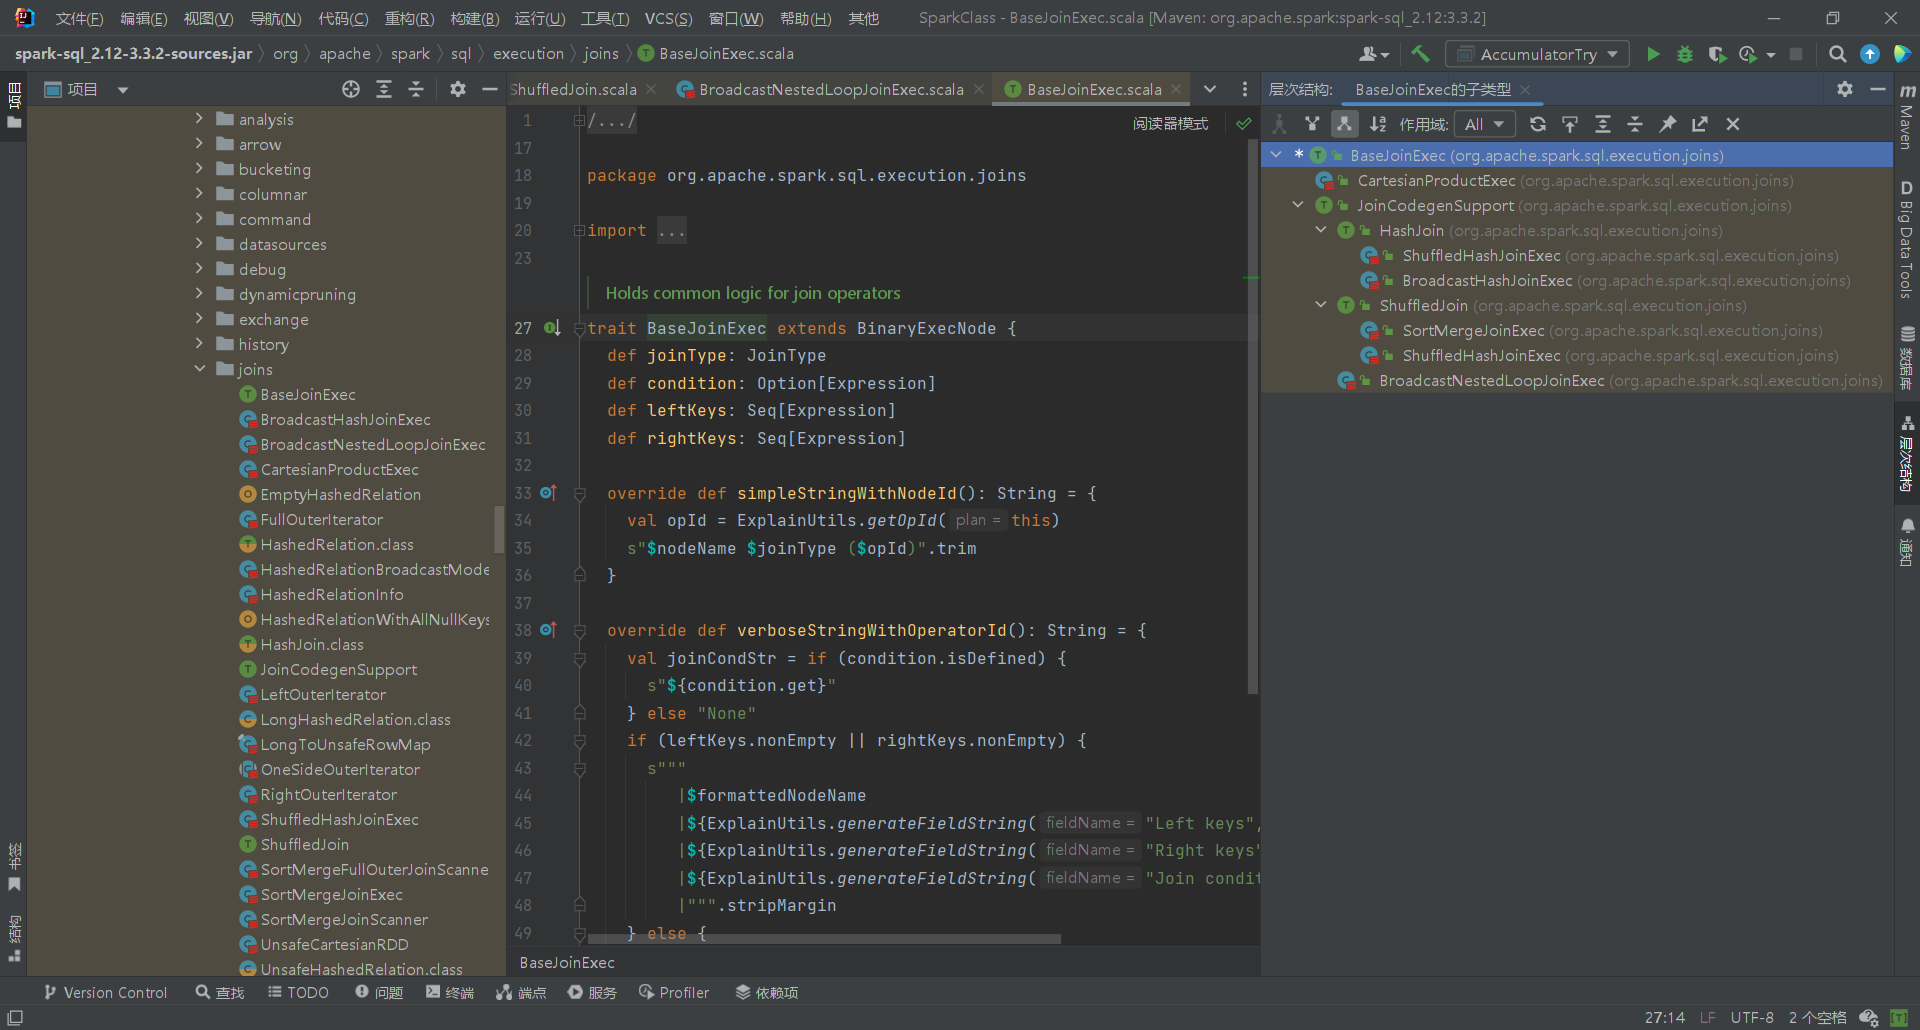 文件(F) 编辑(E) 视图(V) 导航(N) 代码(C) 重构(R) 构建(B) 运行(U) 工具(T) VCS(S) 窗口(W) 帮助(H) 其他 SparkClass - BaseJoinExec.scala [Maven: org.apache.spark:spark-sql_2.12:3.3.2]
spark-sql_2.12-3.3.2-sources.jar org apache spark sql execution joins BaseJoinExec.scala AccumulatorTry
项目
ShuffledJoin.scala BroadcastNestedLoopJoinExec.scala BaseJoinExec.scala
层次结构: BaseJoinExec的子类型
项目
analysis
arrow
bucketing
columnar
command
datasources
debug
dynamicpruning
exchange
history
joins
BaseJoinExec
BroadcastHashJoinExec
BroadcastNestedLoopJoinExec
CartesianProductExec
EmptyHashedRelation
FullOuterIterator
HashedRelation.class
HashedRelationBroadcastMode
HashedRelationInfo
HashedRelationWithAllNullKeys
HashJoin.class
JoinCodegenSupport
LeftOuterIterator
LongHashedRelation.class
LongToUnsafeRowMap
OneSideOuterIterator
RightOuterIterator
ShuffledHashJoinExec
ShuffledJoin
SortMergeFullOuterJoinScanne
SortMergeJoinExec
SortMergeJoinScanner
UnsafeCartesianRDD
UnsafeHashedRelation.class
书签
结构
阅读器模式
1 /.../
17
18 package org.apache.spark.sql.execution.joins
19
20 import ...
23
Holds common logic for join operators
27 trait BaseJoinExec extends BinaryExecNode {
28 def joinType: JoinType
29 def condition: Option[Expression]
30 def leftKeys: Seq[Expression]
31 def rightKeys: Seq[Expression]
32
33 override def simpleStringWithNodeId(): String = {
34 val opId = ExplainUtils.getOpId( plan = this)
35 s"$nodeName $joinType ($opId)".trim
36 }
37
38 override def verboseStringWithOperatorId(): String = {
39 val joinCondStr = if (condition.isDefined) {
40 s"${condition.get}"
41 } else "None"
42 if (leftKeys.nonEmpty || rightKeys.nonEmpty) {
43 s"""
44 |$formattedNodeName
45 |${ExplainUtils.generateFieldString( fieldName = "Left keys",
46 |${ExplainUtils.generateFieldString( fieldName = "Right keys"
47 |${ExplainUtils.generateFieldString( fieldName = "Join condit
48 |""".stripMargin
49 } else {
BaseJoinExec
作用域: All
* BaseJoinExec (org.apache.spark.sql.execution.joins)
CartesianProductExec (org.apache.spark.sql.execution.joins)
JoinCodegenSupport (org.apache.spark.sql.execution.joins)
HashJoin (org.apache.spark.sql.execution.joins)
ShuffledHashJoinExec (org.apache.spark.sql.execution.joins)
BroadcastHashJoinExec (org.apache.spark.sql.execution.joins)
ShuffledJoin (org.apache.spark.sql.execution.joins)
SortMergeJoinExec (org.apache.spark.sql.execution.joins)
ShuffledHashJoinExec (org.apache.spark.sql.execution.joins)
BroadcastNestedLoopJoinExec (org.apache.spark.sql.execution.joins)
m Maven
D Big Data Tools
数据库
层次结构
通知
Version Control 查找 TODO 问题 终端 端点 服务 Profiler 依赖项
27:14 LF UTF-8 2 个空格 [T]